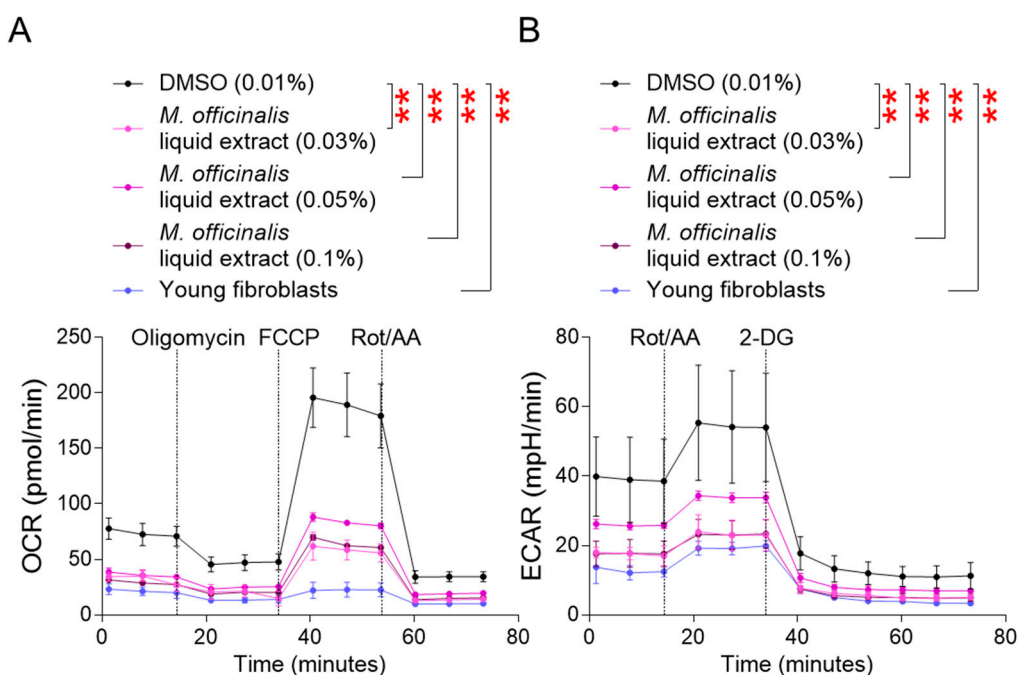 A
DMSO (0.01%)
M. officinalis
liquid extract (0.03%)
M. officinalis
liquid extract (0.05%)
M. officinalis
liquid extract (0.1%)
Young fibroblasts
** ** ** **
Oligomycin FCCP Rot/AA
OCR (pmol/min)
250
200
150
100
50
0
0 20 40 60 80
Time (minutes)
B
DMSO (0.01%)
M. officinalis
liquid extract (0.03%)
M. officinalis
liquid extract (0.05%)
M. officinalis
liquid extract (0.1%)
Young fibroblasts
** ** ** **
Rot/AA 2-DG
ECAR (mpH/min)
80
60
40
20
0
0 20 40 60 80
Time (minutes)